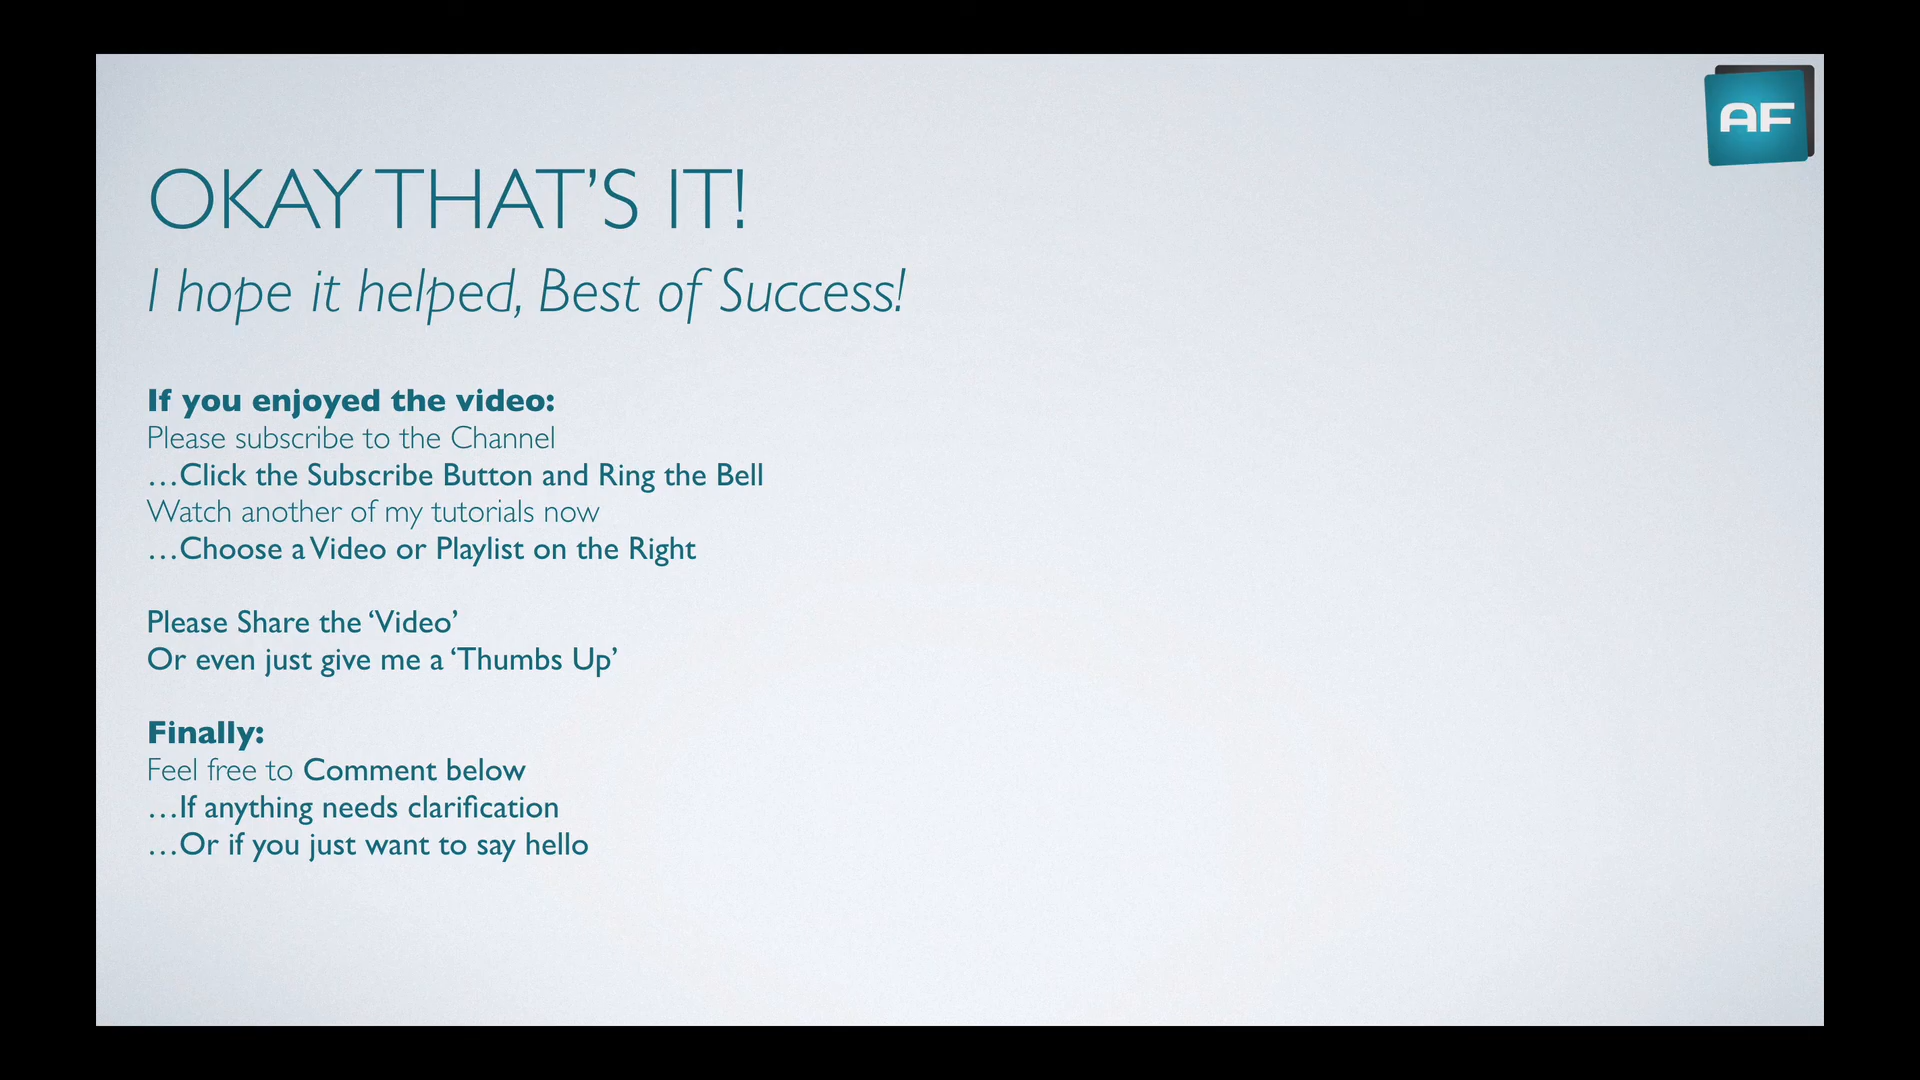 AF
OKAY THAT’S IT!
I hope it helped, Best of Success!
If you enjoyed the video:
Please subscribe to the Channel
…Click the Subscribe Button and Ring the Bell
Watch another of my tutorials now
…Choose a Video or Playlist on the Right
Please Share the ‘Video’
Or even just give me a ‘Thumbs Up’
Finally:
Feel free to Comment below
…If anything needs clarification
…Or if you just want to say hello